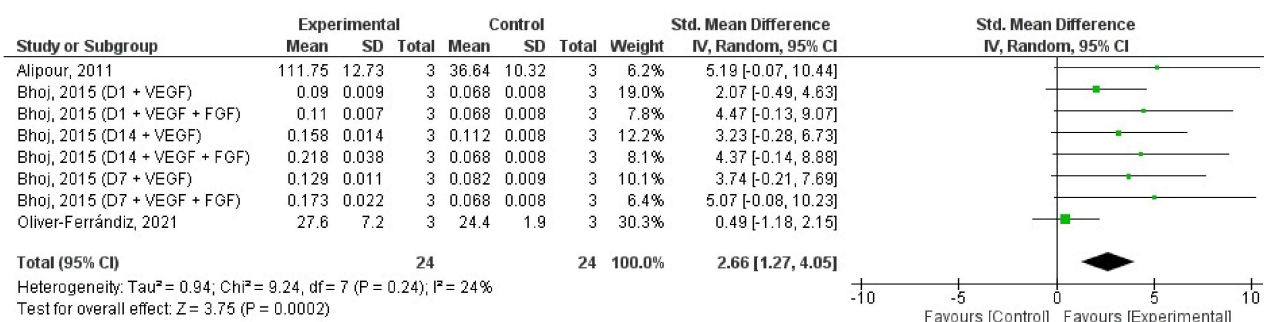 Experimental Control Std. Mean Difference Std. Mean Difference
Study or Subgroup Mean SD Total Mean SD Total Weight IV, Random, 95% CI IV, Random, 95% CI
Alipour, 2011 111.75 12.73 3 36.64 10.32 3 6.2% 5.19 [-0.07, 10.44]
Bhoj, 2015 (D1 + VEGF) 0.09 0.009 3 0.068 0.008 3 19.0% 2.07 [-0.49, 4.63]
Bhoj, 2015 (D1 + VEGF + FGF) 0.11 0.007 3 0.068 0.008 3 7.8% 4.47 [-0.13, 9.07]
Bhoj, 2015 (D14 + VEGF) 0.158 0.014 3 0.112 0.008 3 12.2% 3.23 [-0.28, 6.73]
Bhoj, 2015 (D14 + VEGF + FGF) 0.218 0.038 3 0.068 0.008 3 8.1% 4.37 [-0.14, 8.88]
Bhoj, 2015 (D7 + VEGF) 0.129 0.011 3 0.082 0.009 3 10.1% 3.74 [-0.21, 7.69]
Bhoj, 2015 (D7 + VEGF + FGF) 0.173 0.022 3 0.068 0.008 3 6.4% 5.07 [-0.08, 10.23]
Oliver-Ferrándiz, 2021 27.6 7.2 3 24.4 1.9 3 30.3% 0.49 [-1.18, 2.15]
Total (95% CI) 24 24 100.0% 2.66 [1.27, 4.05]
Heterogeneity: Tau² = 0.94; Chi² = 9.24, df = 7 (P = 0.24); I² = 24%
Test for overall effect: Z = 3.75 (P = 0.0002)
-10 -5 0 5 10
Favours [Control] Favours [Experimental]